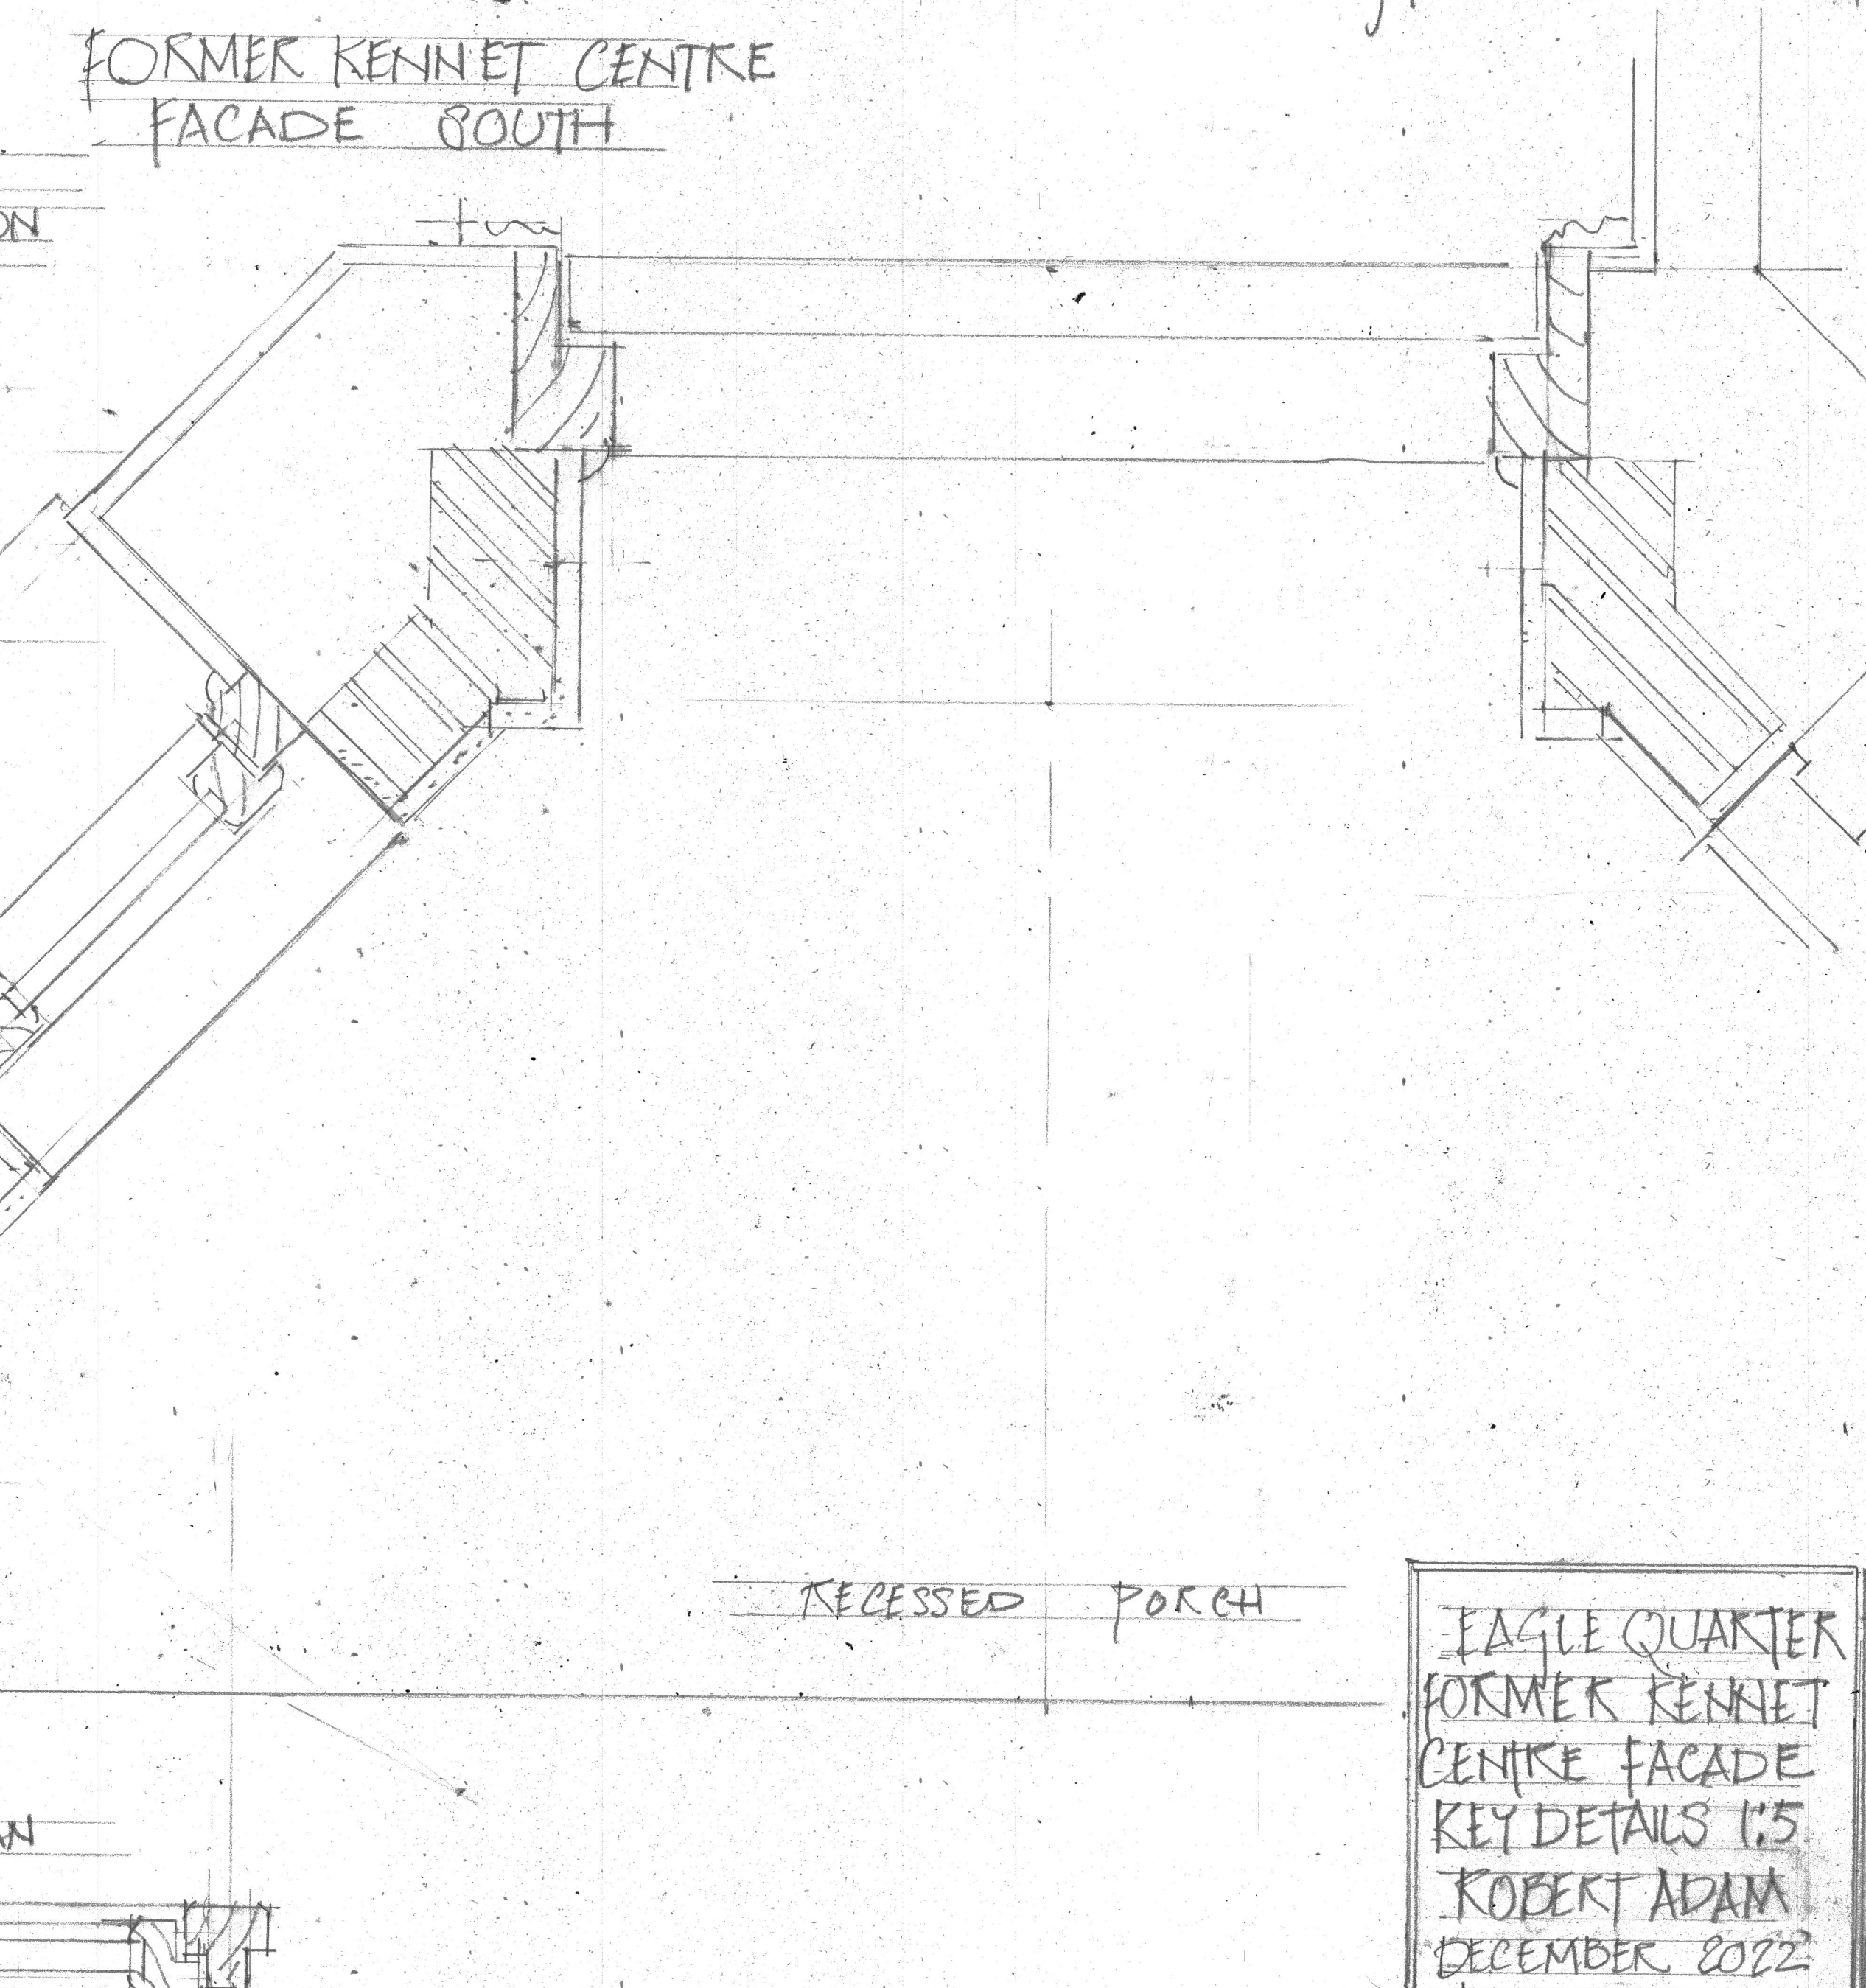 FORMER KENNET CENTRE
FACADE SOUTH
ON
RECESSED PORCH
EAGLE QUARTER
FORMER KENNET
CENTRE FACADE
KEY DETAILS 1:5
ROBERT ADAM
DECEMBER 2022
AN